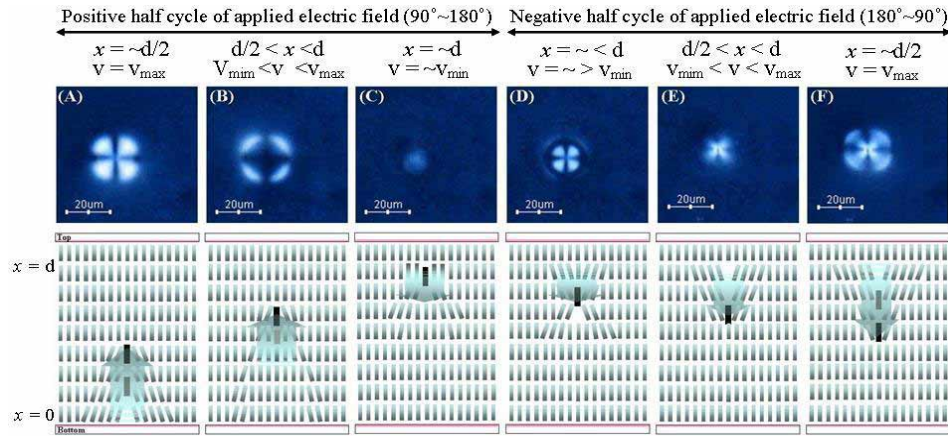 Positive half cycle of applied electric field (90˚~180˚)
Negative half cycle of applied electric field (180˚~90˚)
x = ~d/2
v = vmax
d/2 < x <d
Vmim <v <vmax
x = ~d
v = ~vmin
x = ~ < d
v = ~ > vmin
d/2 < x < d
vmim < v < vmax
x = ~d/2
v = vmax
(A)
(B)
(C)
(D)
(E)
(F)
20um
20um
20um
20um
20um
20um
Top
x = d
x = 0
Bottom